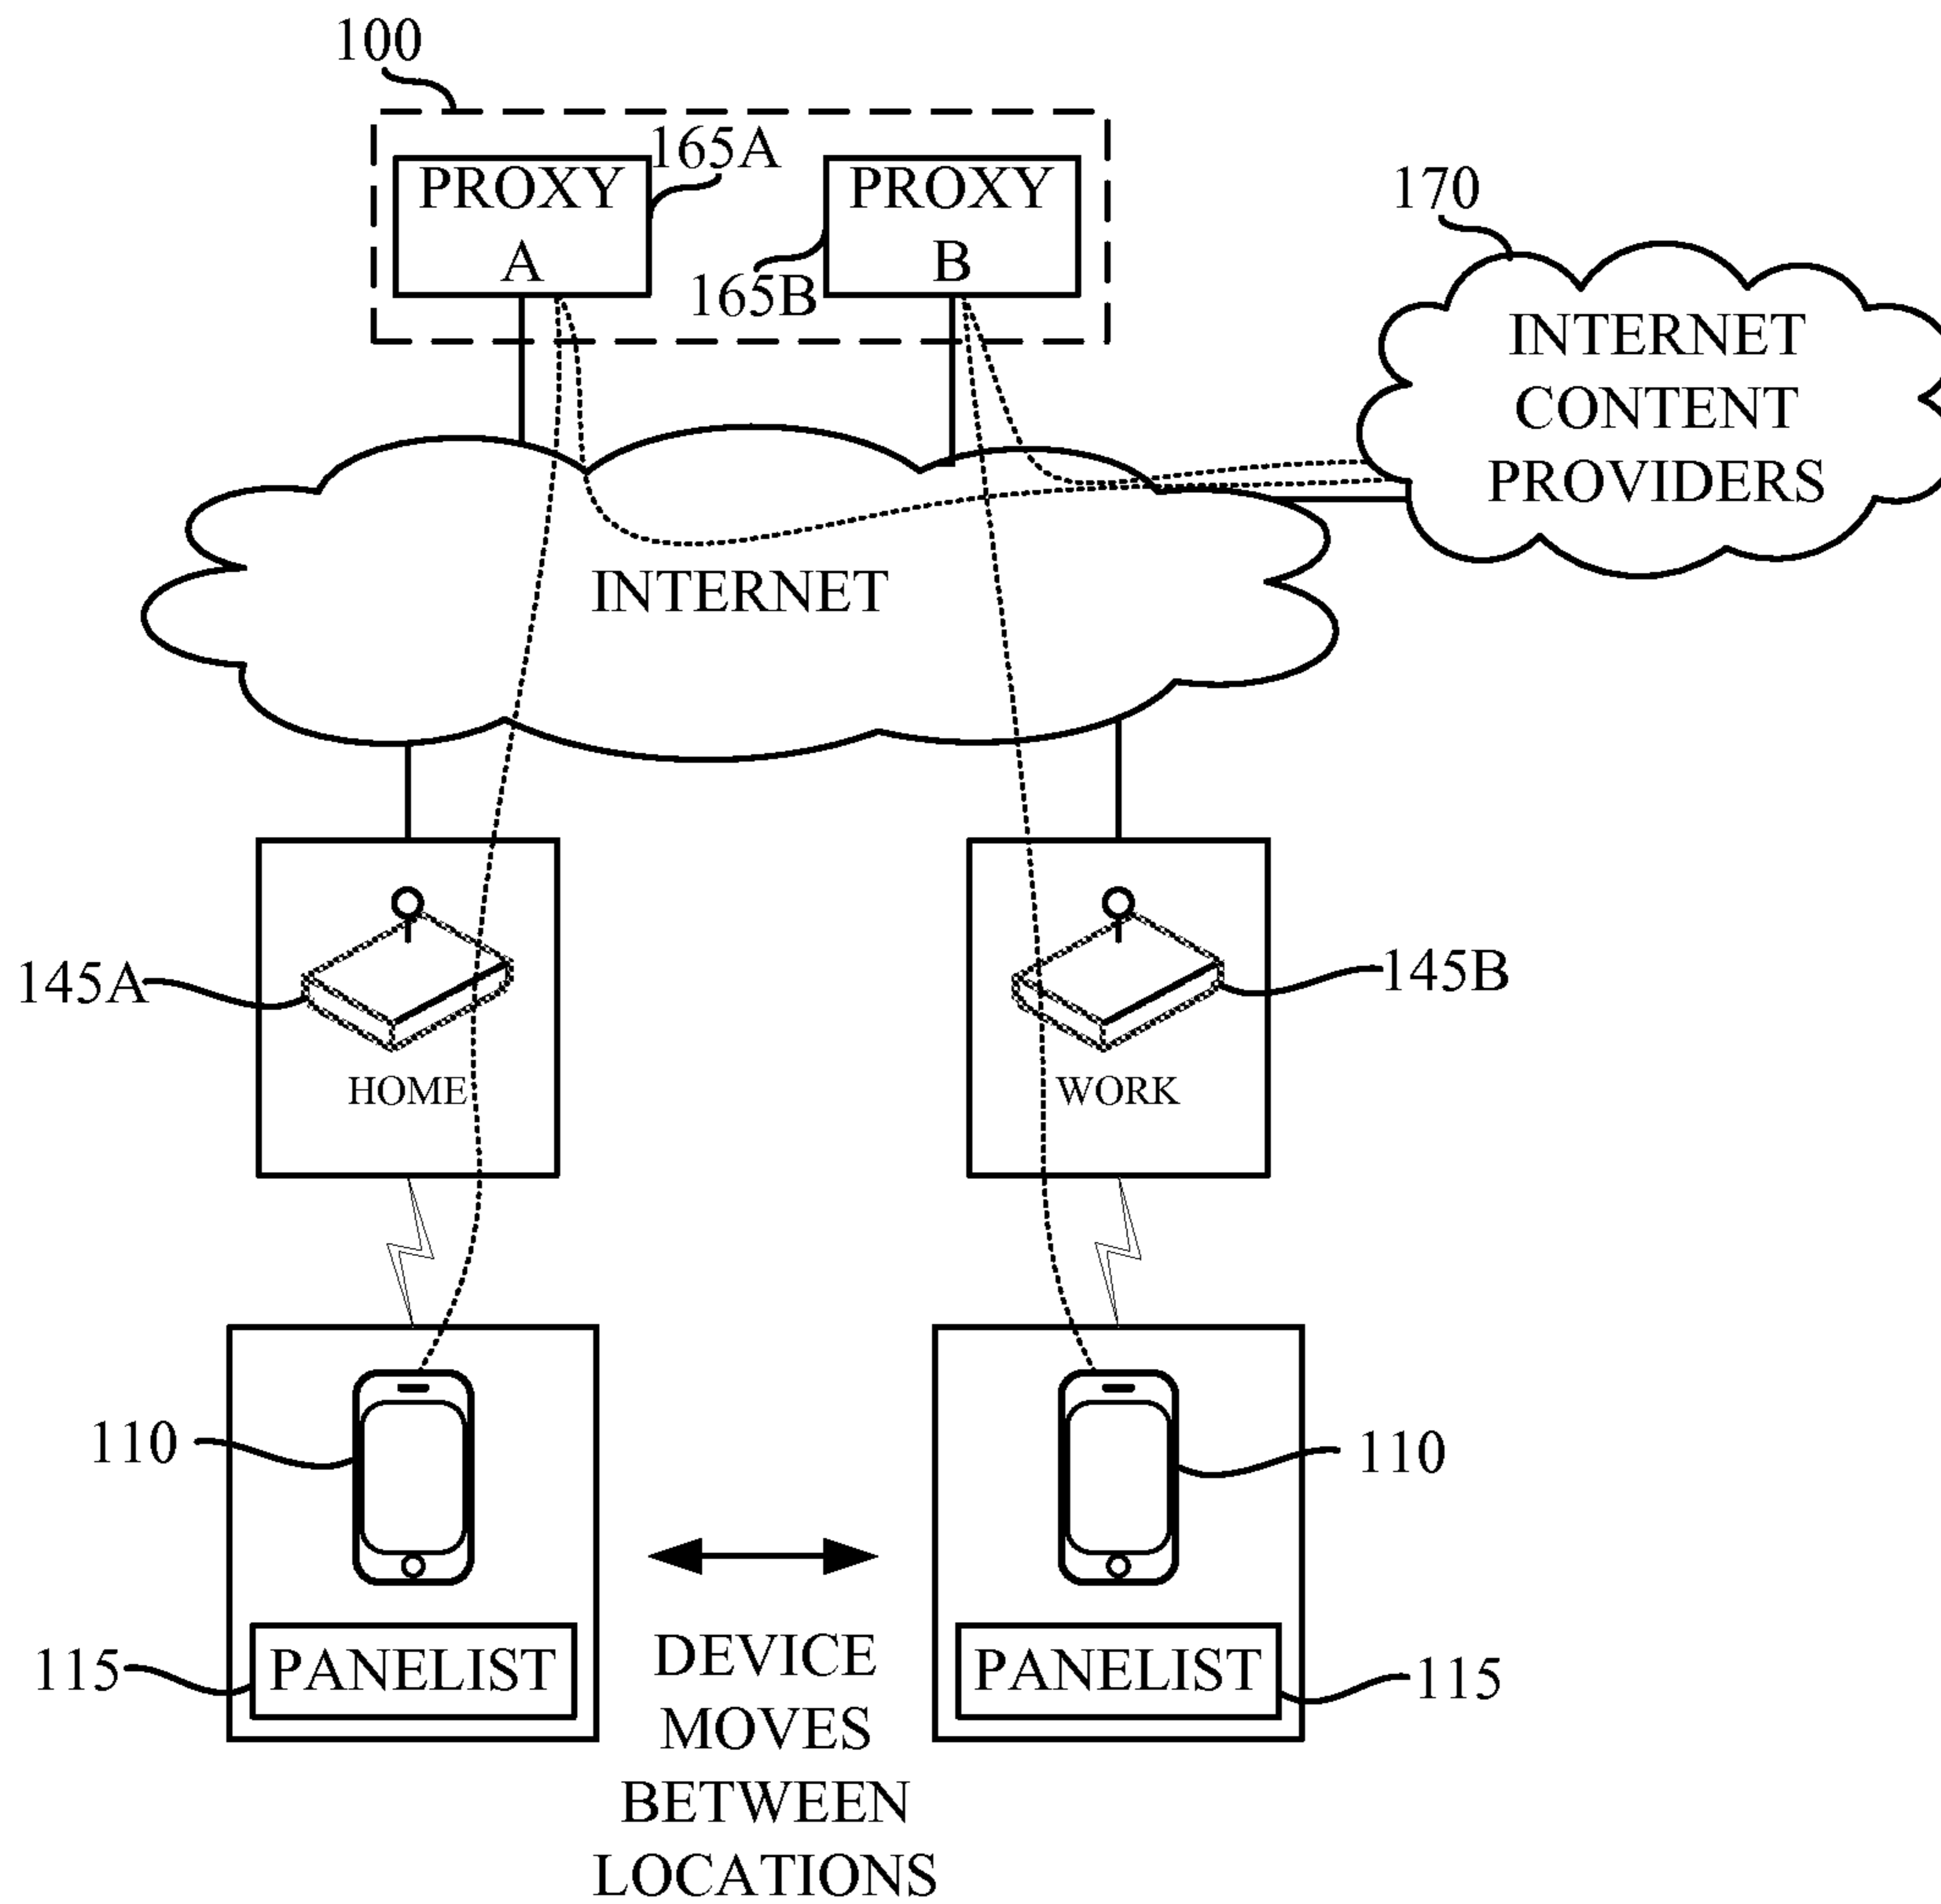 100
PROXY
A
165A
PROXY
B
165B
170
INTERNET
CONTENT
PROVIDERS
INTERNET
145A
HOME
WORK
145B
110
110
115
PANELIST
DEVICE
MOVES
BETWEEN
LOCATIONS
PANELIST
115